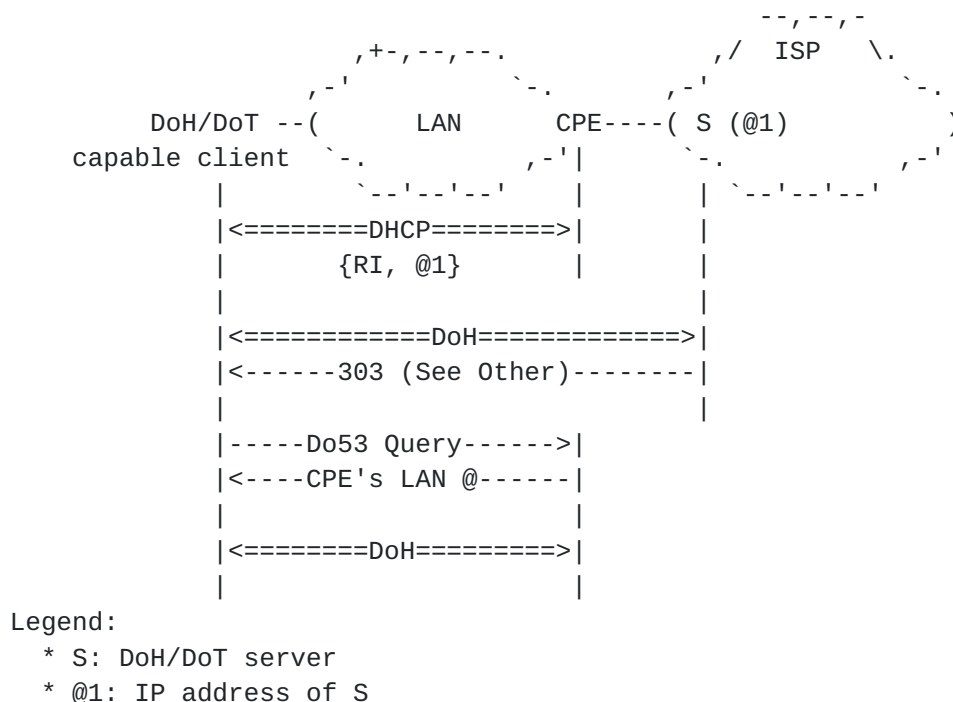 --,--,-
,+-,--,--. ,/ ISP \.
,-' `-. ,-' `-.
DoH/DoT --( LAN CPE----( S (@1) )
capable client `-. ,-'| `-. ,-'
| `--'--'--' | | `--'--'--'
|<========DHCP========>| |
| {RI, @1} | |
| |
|<============DoH=============>|
|<------303 (See Other)--------|
| |
|-----Do53 Query------>|
|<----CPE's LAN @------|
| |
|<========DoH=========>|
| |
Legend:
* S: DoH/DoT server
* @1: IP address of S